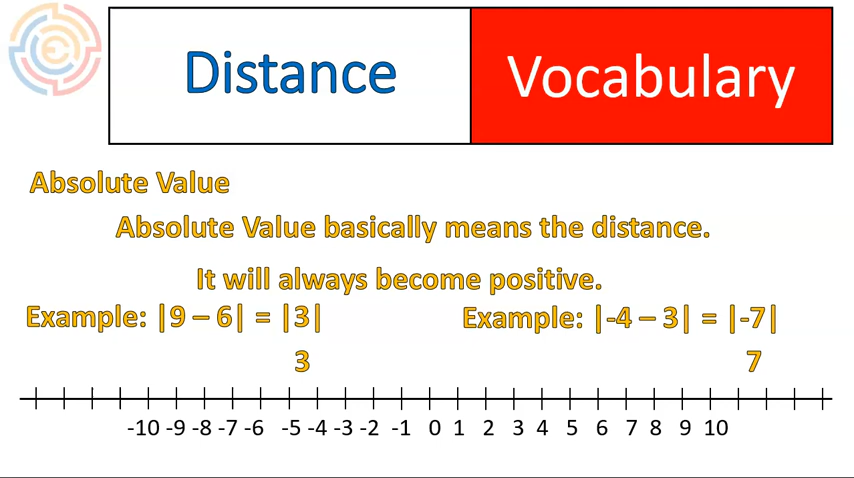 Distance
Vocabulary
Absolute Value
Absolute Value basically means the distance.
It will always become positive.
Example: |9 – 6| = |3|
3
Example: |-4 – 3| = |-7|
7
-10 -9 -8 -7 -6 -5 -4 -3 -2 -1 0 1 2 3 4 5 6 7 8 9 10